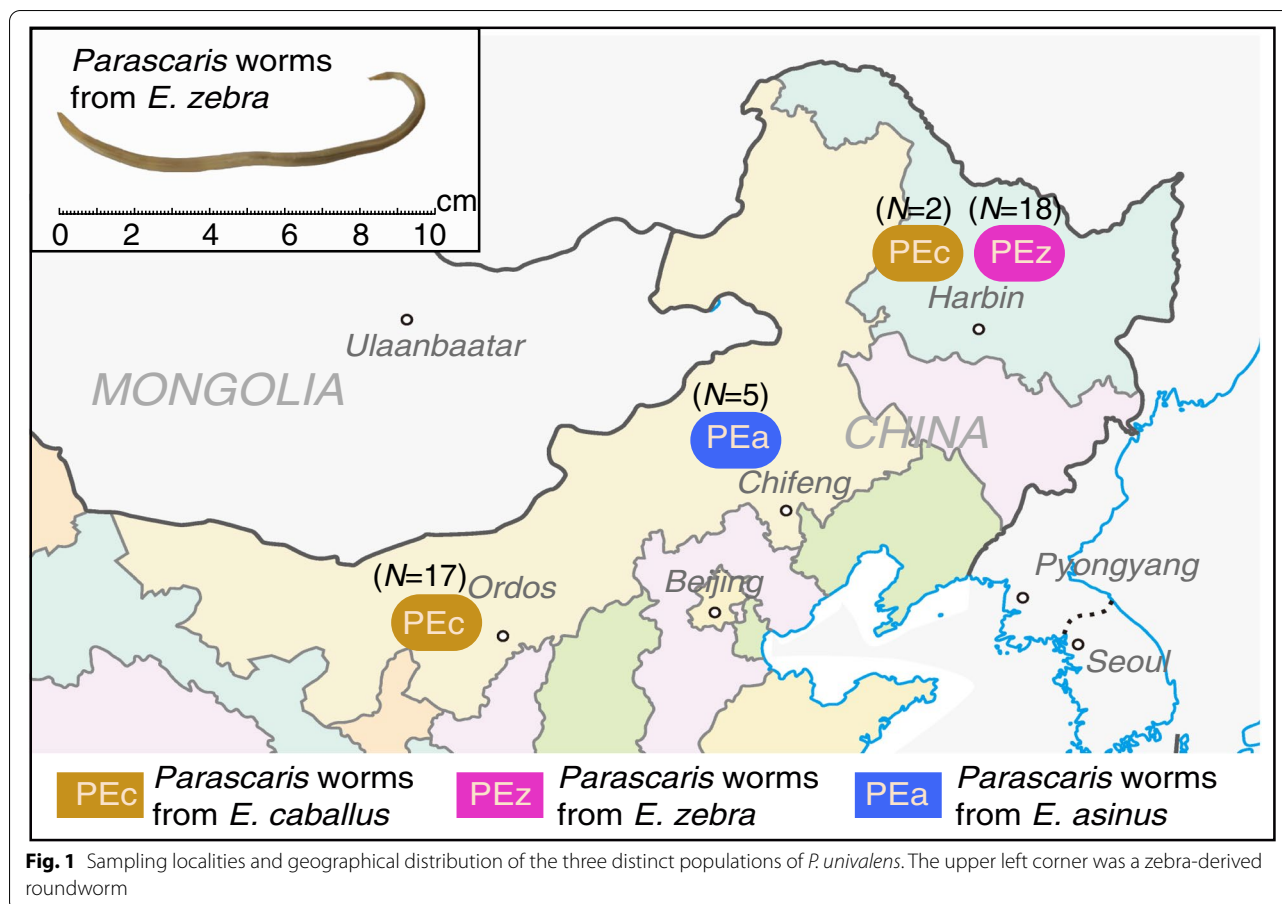 Parascaris worms
from E. zebra
cm
0 2 4 6 8 10
(N=2) (N=18)
PEc PEz
Harbin
Ulaanbaatar
MONGOLIA
(N=5)
PEa
CHINA
Chifeng
(N=17)
Ordos
PEc
Beijing
Pyongyang
Seoul
PEc Parascaris worms
from E. caballus
PEz Parascaris worms
from E. zebra
PEa Parascaris worms
from E. asinus
Fig. 1 Sampling localities and geographical distribution of the three distinct populations of P. univalens. The upper left corner was a zebra-derived
roundworm